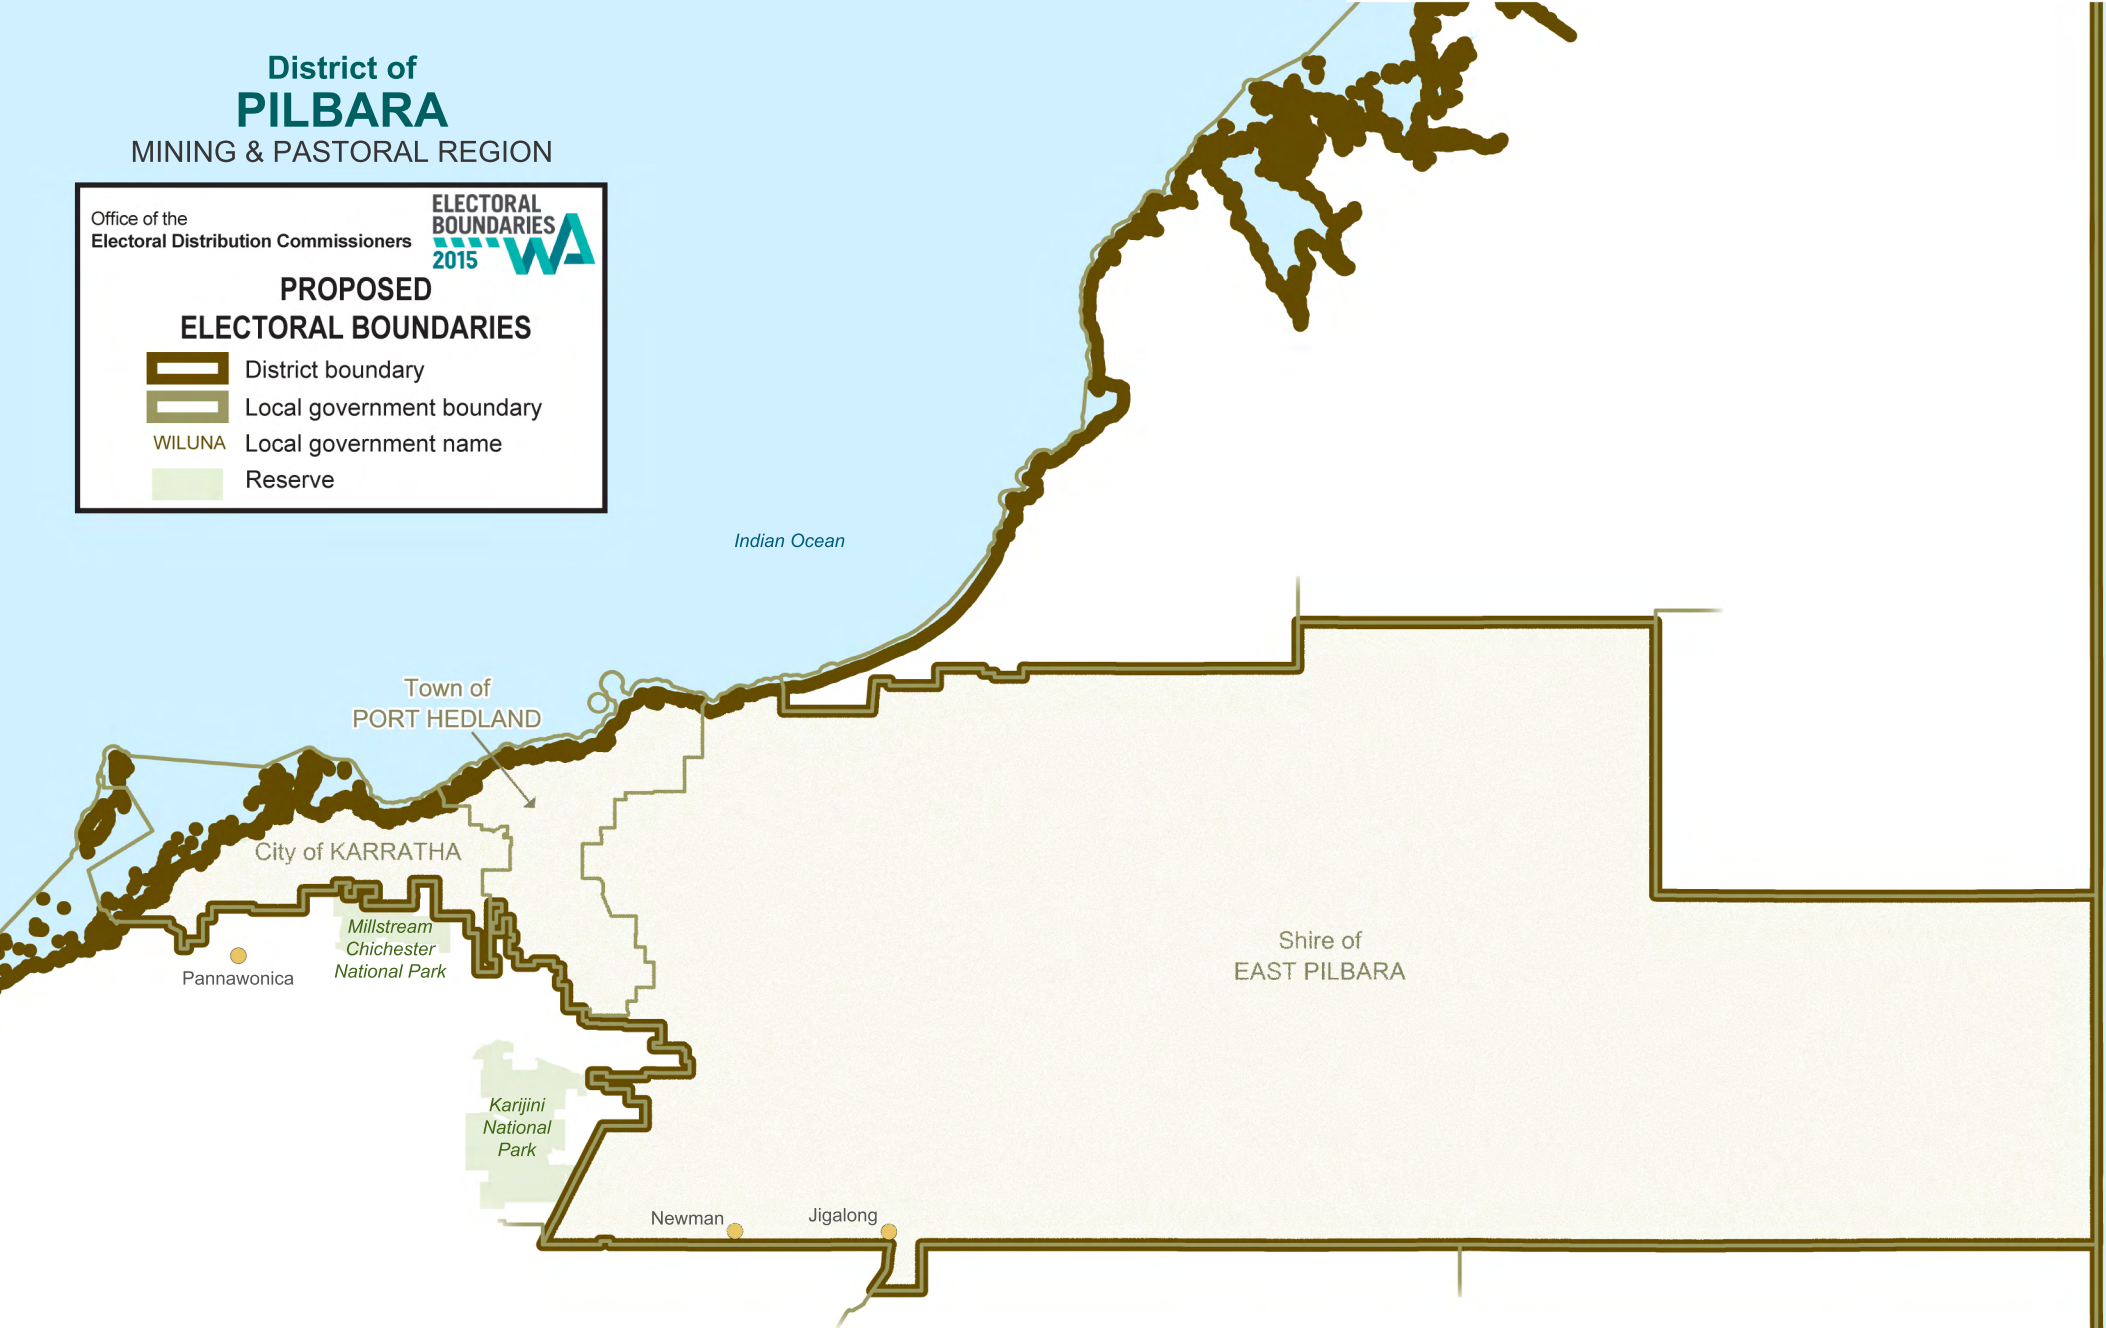 District of
PILBARA
MINING & PASTORAL REGION
Office of the
Electoral Distribution Commissioners
ELECTORAL
BOUNDARIES
2015
WA
PROPOSED
ELECTORAL BOUNDARIES
District boundary
Local government boundary
WILUNA Local government name
Reserve
Indian Ocean
Town of
PORT HEDLAND
City of KARRATHA
Millstream
Chichester
National Park
Pannawonica
Shire of
EAST PILBARA
Karijini
National
Park
Newman
Jigalong